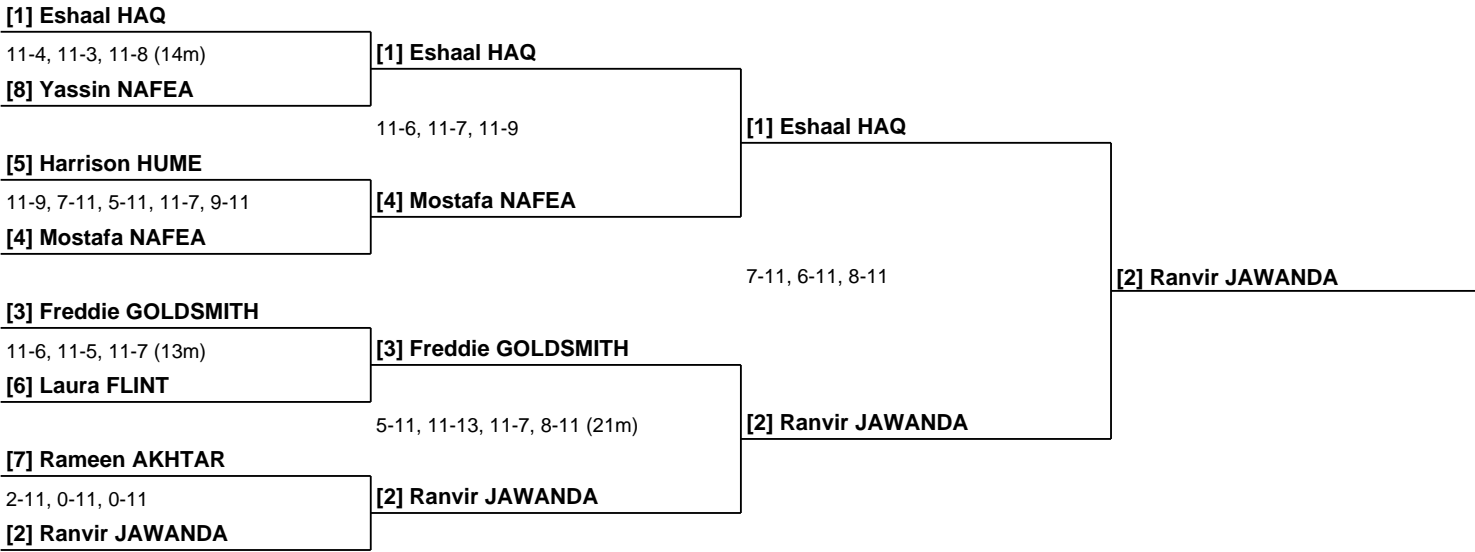 [1] Eshaal HAQ
11-4, 11-3, 11-8 (14m)
[8] Yassin NAFEA
[5] Harrison HUME
11-9, 7-11, 5-11, 11-7, 9-11
[4] Mostafa NAFEA
[3] Freddie GOLDSMITH
11-6, 11-5, 11-7 (13m)
[6] Laura FLINT
[7] Rameen AKHTAR
2-11, 0-11, 0-11
[2] Ranvir JAWANDA
[1] Eshaal HAQ
11-6, 11-7, 11-9
[4] Mostafa NAFEA
[3] Freddie GOLDSMITH
5-11, 11-13, 11-7, 8-11 (21m)
[2] Ranvir JAWANDA
[1] Eshaal HAQ
7-11, 6-11, 8-11
[2] Ranvir JAWANDA
[2] Ranvir JAWANDA